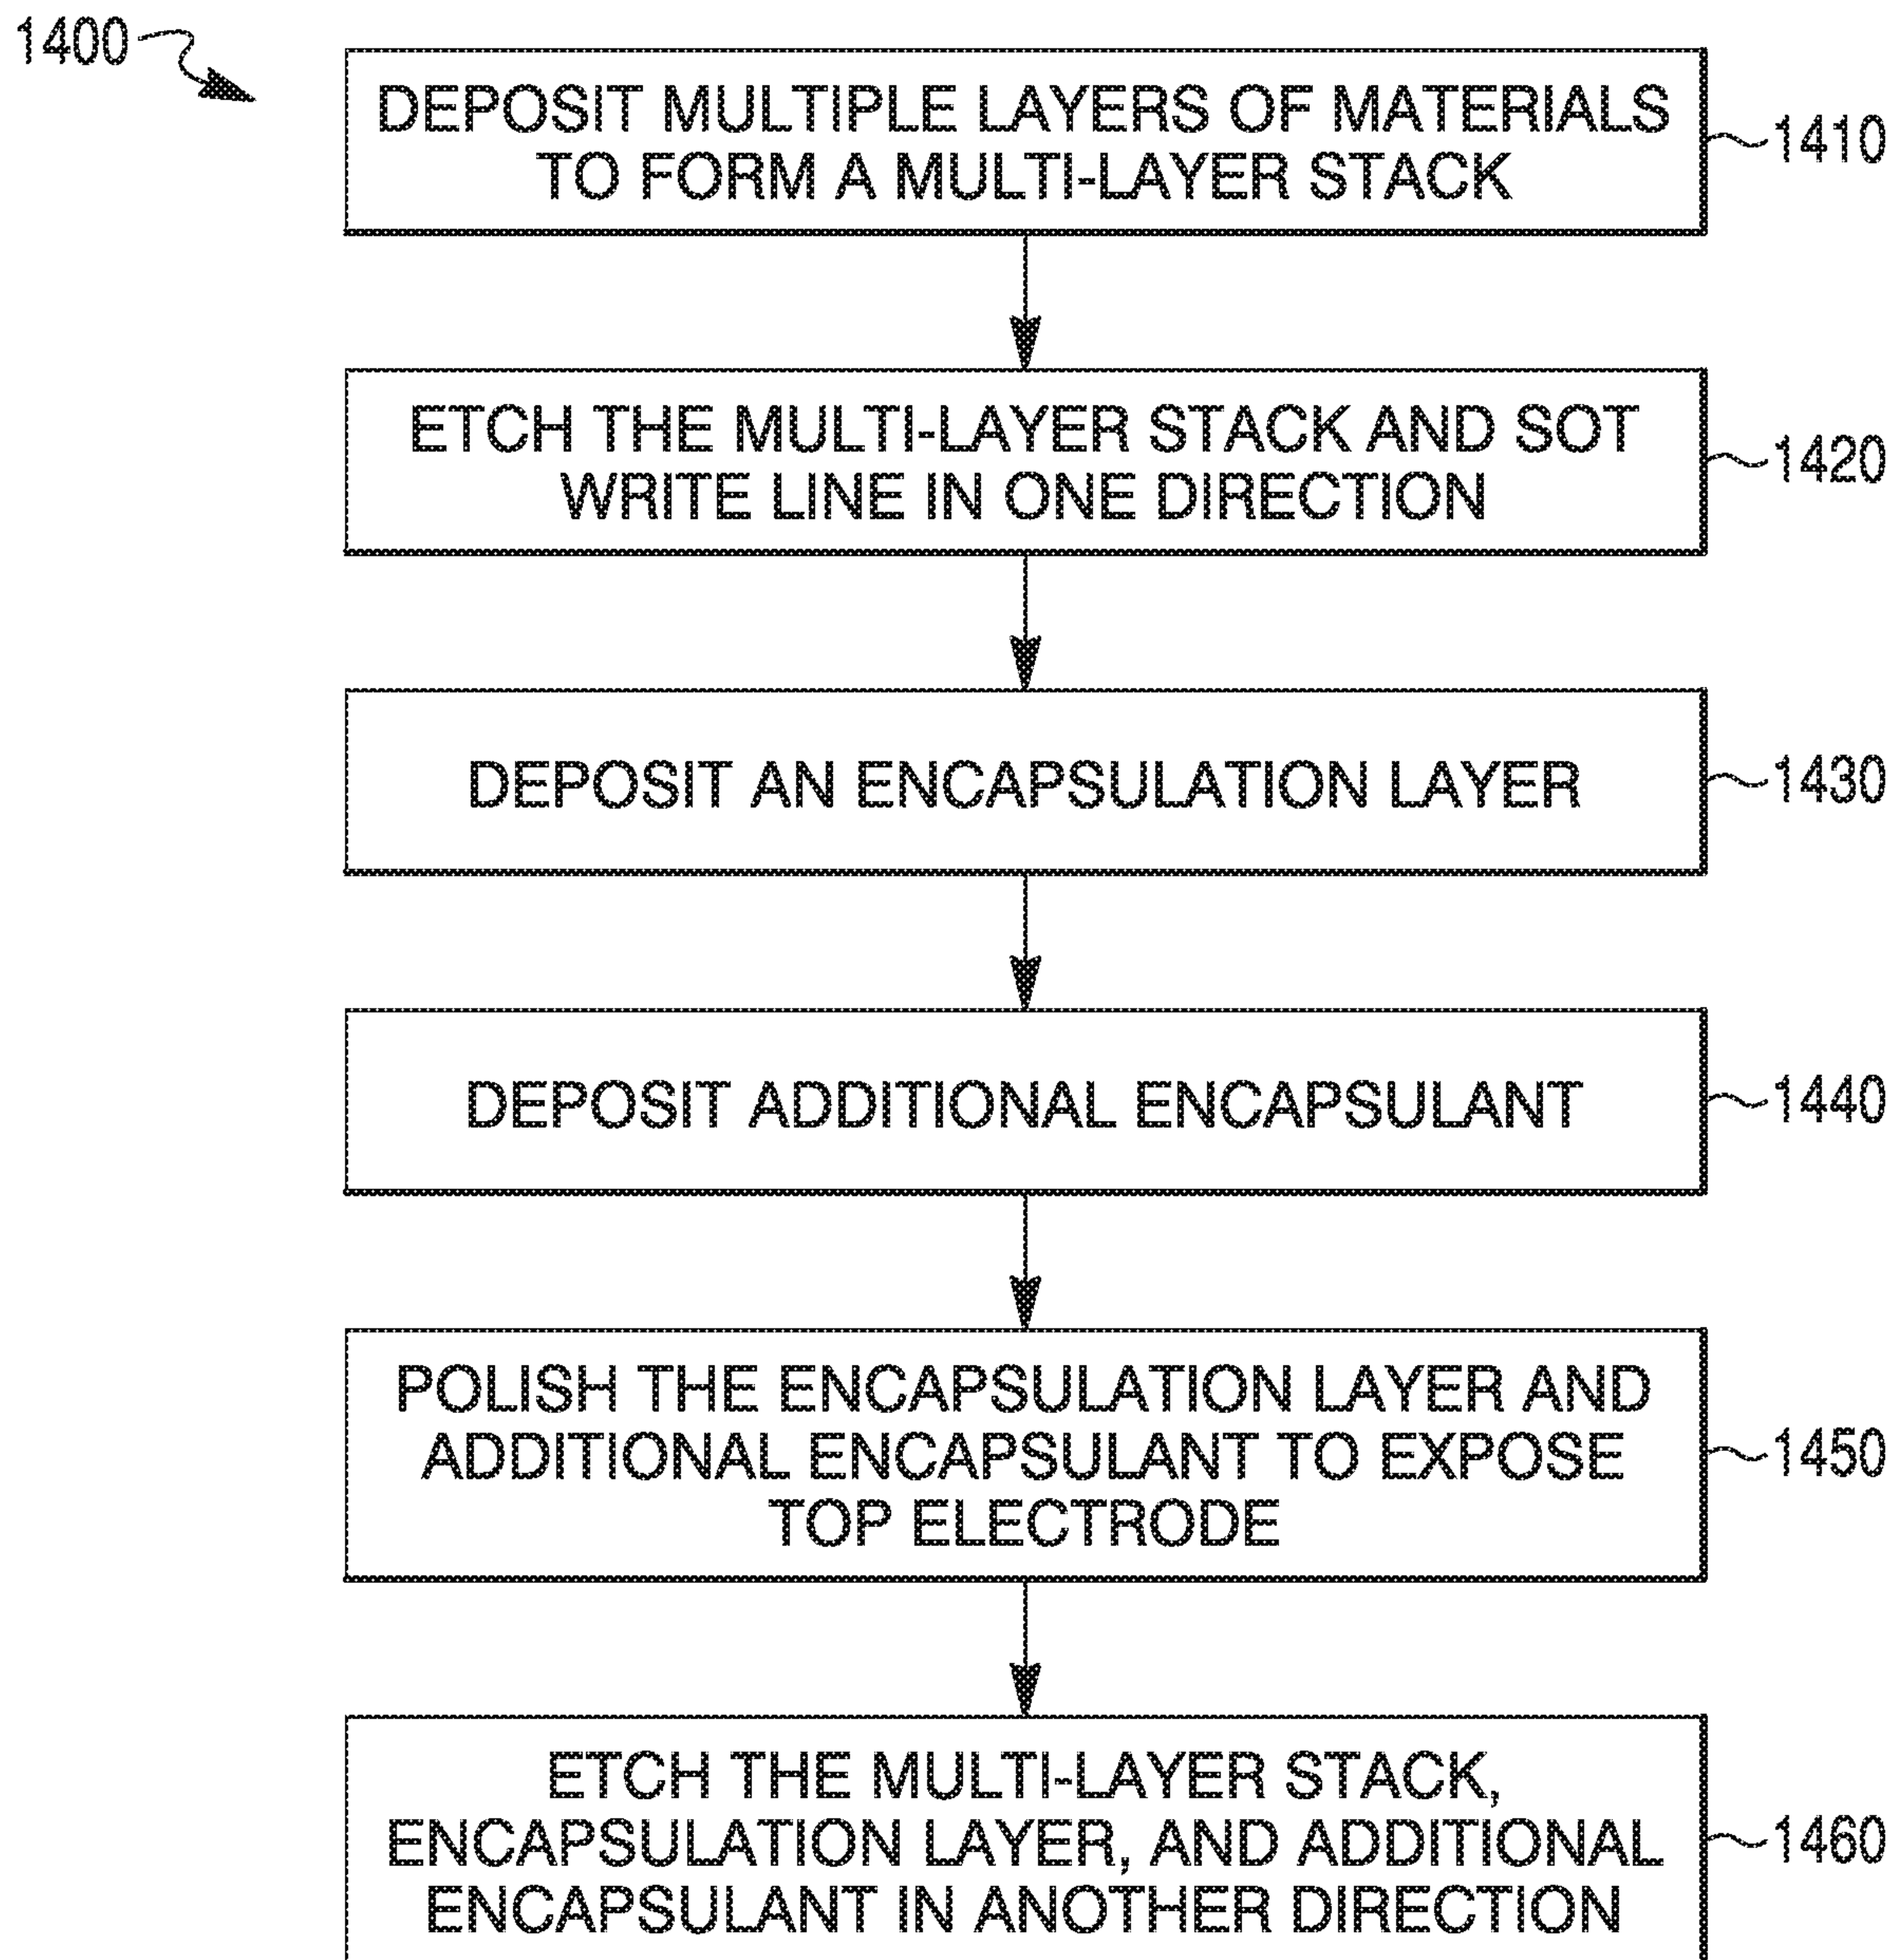 1400
DEPOSIT MULTIPLE LAYERS OF MATERIALS
TO FORM A MULTI-LAYER STACK
1410
ETCH THE MULTI-LAYER STACK AND SOT
WRITE LINE IN ONE DIRECTION
1420
DEPOSIT AN ENCAPSULATION LAYER
1430
DEPOSIT ADDITIONAL ENCAPSULANT
1440
POLISH THE ENCAPSULATION LAYER AND
ADDITIONAL ENCAPSULANT TO EXPOSE
TOP ELECTRODE
1450
ETCH THE MULTI-LAYER STACK,
ENCAPSULATION LAYER, AND ADDITIONAL
ENCAPSULANT IN ANOTHER DIRECTION
1460